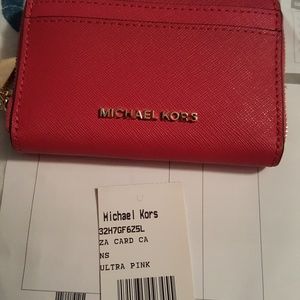 MICHAEL KORS
Michael Kors
32H7GF6Z5L
ZA CARD CA
NS
ULTRA PINK